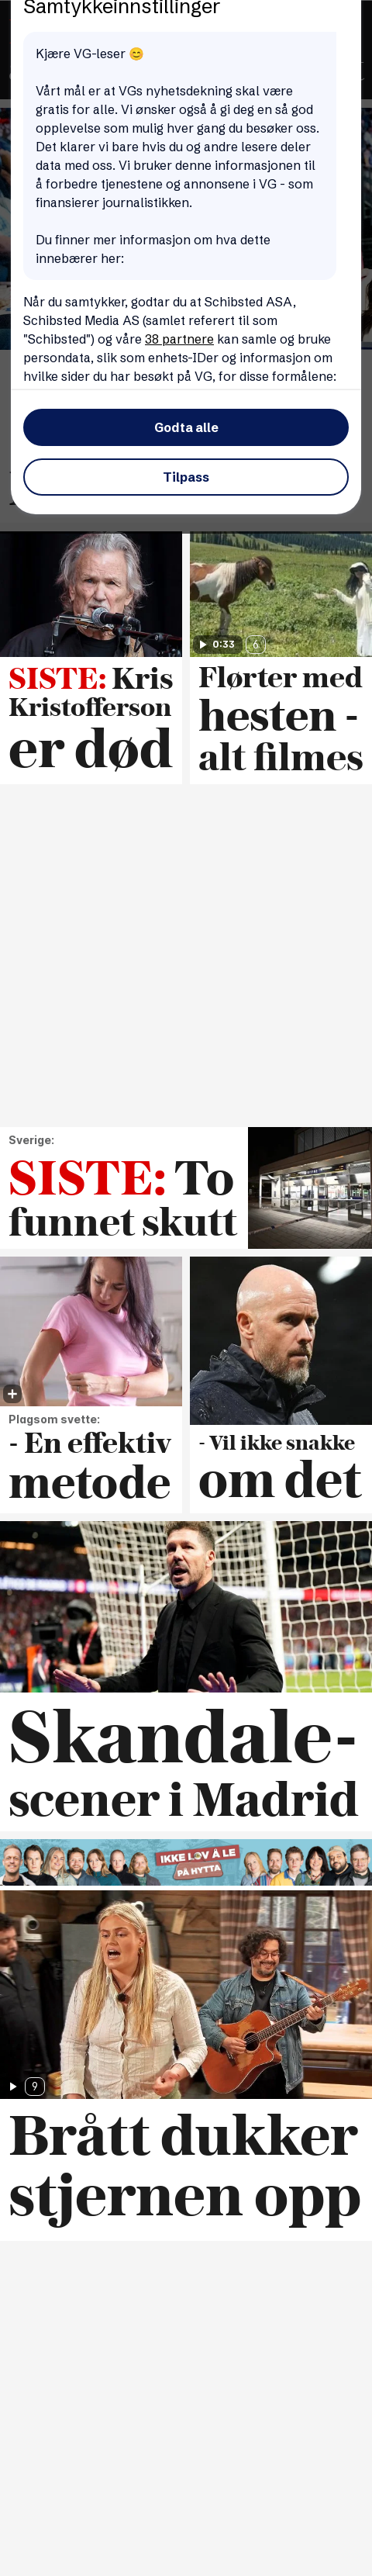 Samtykkeinnstillinger
Kjære VG-leser 😊
Vårt mål er at VGs nyhetsdekning skal være
gratis for alle. Vi ønsker også å gi deg en så god
opplevelse som mulig hver gang du besøker oss.
Det klarer vi bare hvis du og andre lesere deler
data med oss. Vi bruker denne informasjonen til
å forbedre tjenestene og annonsene i VG - som
finansierer journalistikken.
Du finner mer informasjon om hva dette
innebærer her:
Når du samtykker, godtar du at Schibsted ASA,
Schibsted Media AS (samlet referert til som
"Schibsted") og våre 38 partnere kan samle og bruke
persondata, slik som enhets-IDer og informasjon om
hvilke sider du har besøkt på VG, for disse formålene:
Godta alle
Tilpass
SISTE: Kris
Kristofferson
er død
0:33
6
Flørter med
hesten -
alt filmes
Sverige:
SISTE: To
funnet skutt
Plagsom svette:
- En effektiv
metode
- Vil ikke snakke
om det
Skandale-
scener i Madrid
IKKE LOV Å LE
PÅ HYTTA
9
Brått dukker
stjernen opp